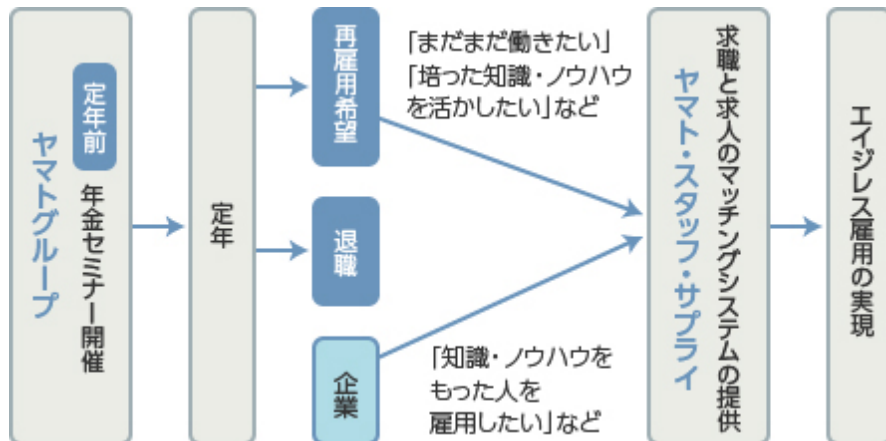 ヤマトグループ
定年前
年金セミナー開催
定年
再雇用希望
「まだまだ働きたい」
「培った知識・ノウハウ
を活かしたい」など
退職
企業
「知識・ノウハウを
もった人を
雇用したい」など
求職と求人のマッチングシステムの提供
ヤマト・スタッフ・サプライ
エイジレス雇用の実現